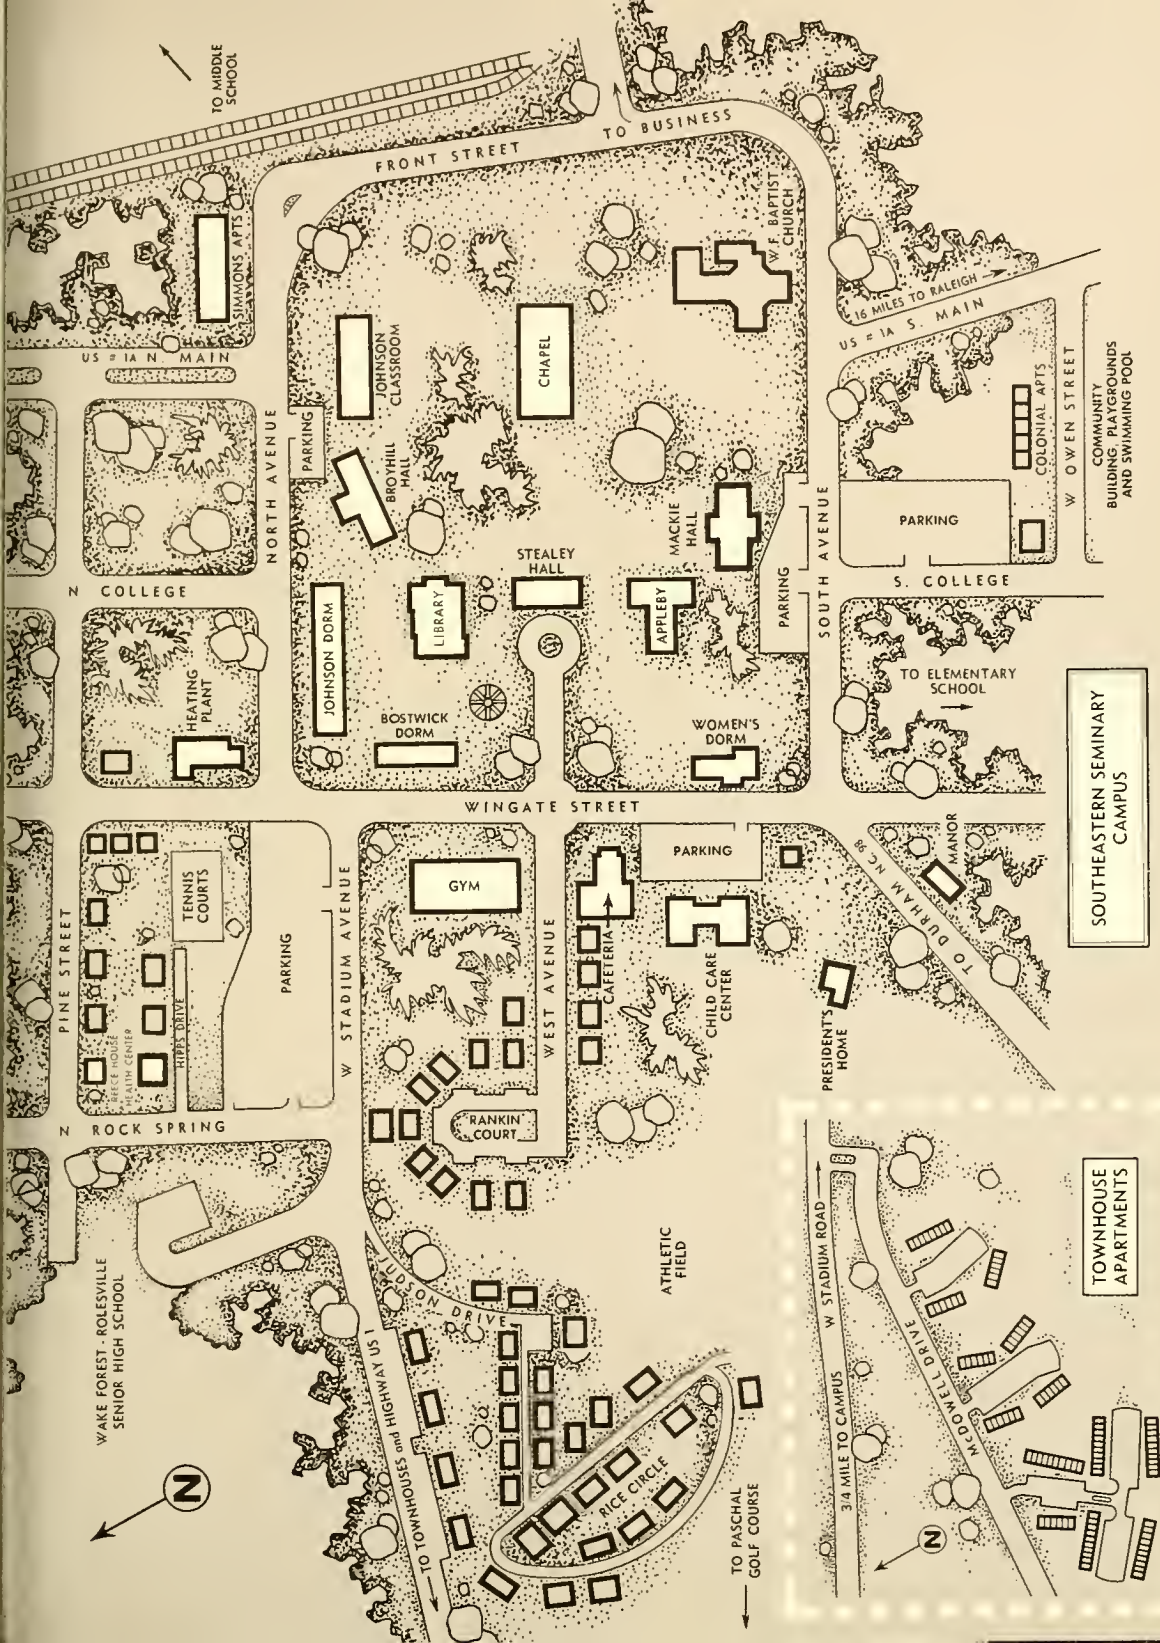 TO MIDDLE
SCHOOL
FRONT STREET
TO BUSINESS
SIMMONS APTS
W. F. BAPTIST
CHURCH
16 MILES TO RALEIGH
US # 1A S. MAIN
US # 1A N. MAIN
JOHNSON
CLASSROOM
CHAPEL
NORTH AVENUE
PARKING
BROYHILL
HALL
COLONIAL APTS
W OWEN STREET
COMMUNITY
BUILDING, PLAYGROUNDS
AND SWIMMING POOL
MACKIE
HALL
PARKING
SOUTH AVENUE
PARKING
STEALEY
HALL
N COLLEGE
S. COLLEGE
JOHNSON DORM
LIBRARY
APPLEBY
HEATING
PLANT
TO ELEMENTARY
SCHOOL
BOSTWICK
DORM
WOMEN'S
DORM
SOUTHEASTERN SEMINARY
CAMPUS
WINGATE STREET
PINE STREET
TENNIS
COURTS
PARKING
W STADIUM AVENUE
GYM
WEST AVENUE
CAFETERIA
PARKING
CHILD CARE
CENTER
TO DURHAM N.C. 98
MANOR
PRESIDENT'S
HOME
REECE HOUSE
HEALTH CENTER
HIPPS DRIVE
N ROCK SPRING
RANKIN
COURT
WAKE FOREST - ROLESVILLE
SENIOR HIGH SCHOOL
JUDSON DRIVE
ATHLETIC
FIELD
W STADIUM ROAD
TOWNHOUSE
APARTMENTS
TO TOWNHOUSES and HIGHWAY US 1
RICE CIRCLE
3/4 MILE TO CAMPUS
McDOWELL DRIVE
N
TO PASCHAL
GOLF COURSE
N